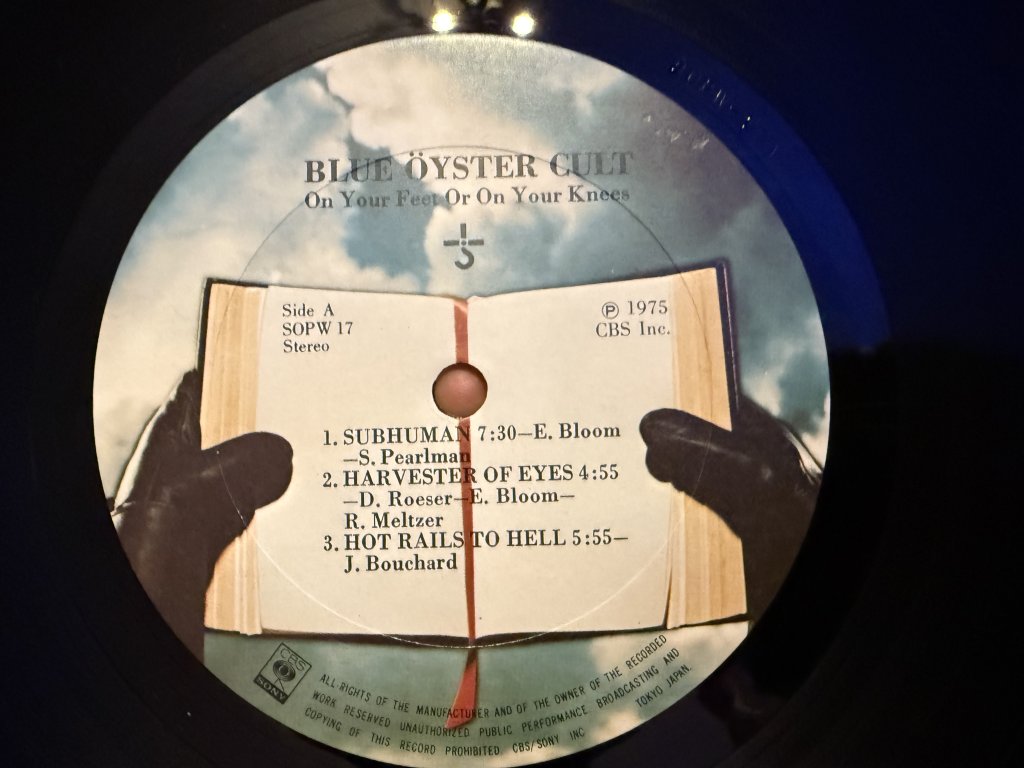 BLUE ÖYSTER CULT
On Your Feet Or On Your Knees
Side A
SOPW 17
Stereo
℗ 1975
CBS Inc.
1. SUBHUMAN 7:30—E. Bloom
—S. Pearlman
2. HARVESTER OF EYES 4:55
—D. Roeser—E. Bloom—
R. Meltzer
3. HOT RAILS TO HELL 5:55—
J. Bouchard
CBS
SONY
ALL RIGHTS OF THE MANUFACTURER AND OF THE OWNER OF THE RECORDED
WORK RESERVED UNAUTHORIZED PUBLIC PERFORMANCE BROADCASTING AND
COPYING OF THIS RECORD PROHIBITED. CBS/SONY INC TOKYO JAPAN.